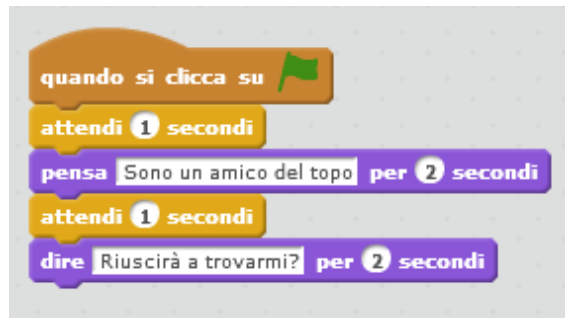 quando si clicca su
attendi 1 secondi
pensa Sono un amico del topo per 2 secondi
attendi 1 secondi
dire Riuscirà a trovarmi? per 2 secondi